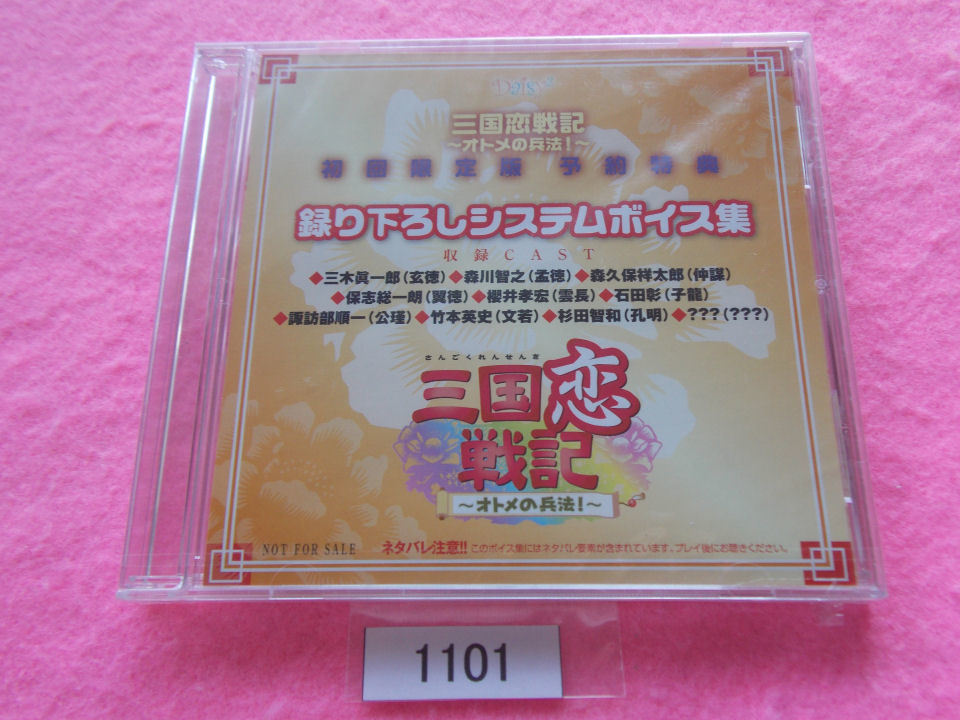 Daisy²
三国恋戦記
～オトメの兵法！～
初回限定版 予約特典
録り下ろしシステムボイス集
収録CAST
◆三木眞一郎（玄徳）◆森川智之（孟徳）◆森久保祥太郎（仲謀）
◆保志総一朗（翼徳）◆櫻井孝宏（雲長）◆石田彰（子龍）
◆諏訪部順一（公瑾）◆竹本英史（文若）◆杉田智和（孔明）◆???（???）
さんごくれんせんき
三国恋
戦記
～オトメの兵法！～
NOT FOR SALE ネタバレ注意!! このボイス集にはネタバレ要素が含まれています。プレイ後にお聴きください。
1101